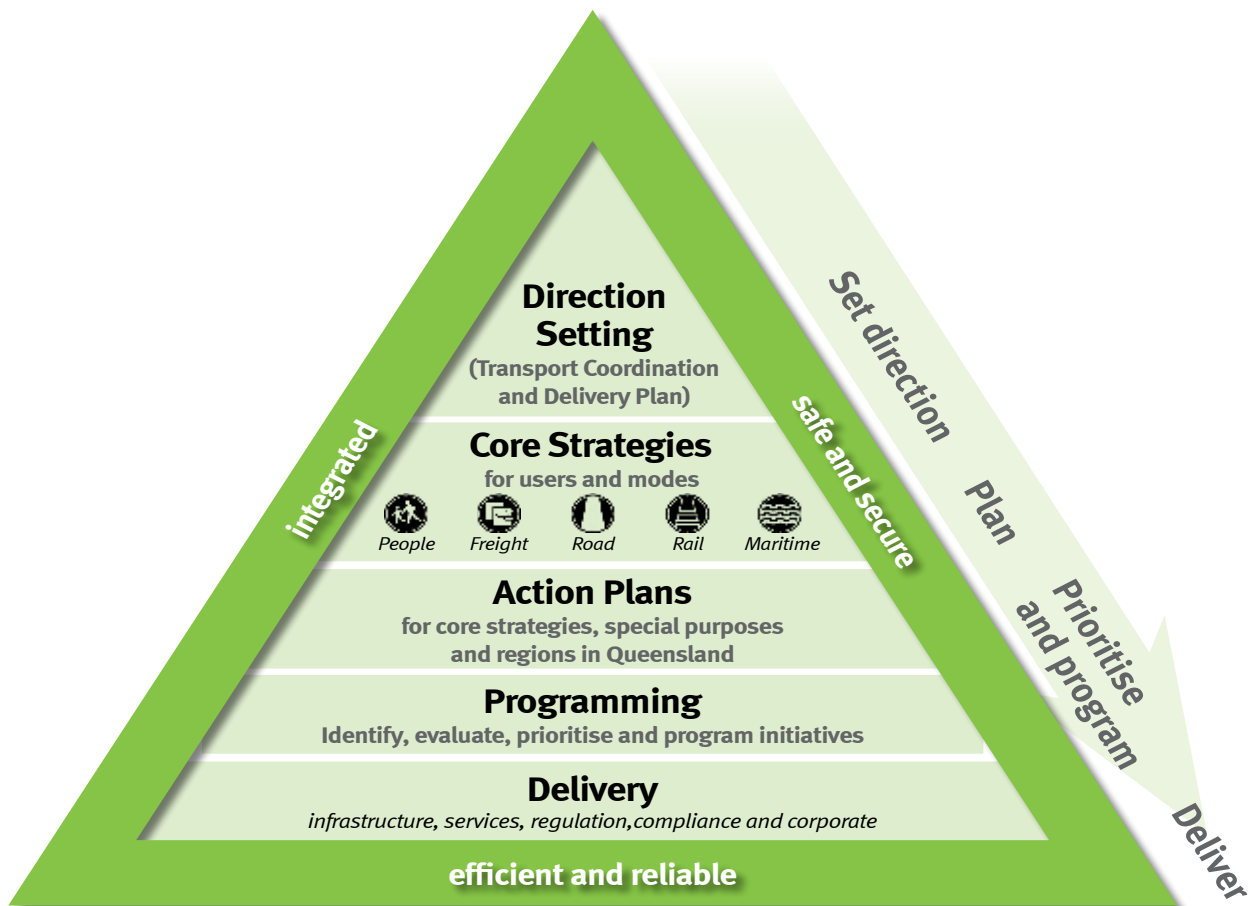 Direction
Setting
(Transport Coordination
and Delivery Plan)
Core Strategies
for users and modes
People Freight Road Rail Maritime
Action Plans
for core strategies, special purposes
and regions in Queensland
Programming
Identify, evaluate, prioritise and program initiatives
Delivery
infrastructure, services, regulation,compliance and corporate
integrated
safe and secure
efficient and reliable
Set direction
Plan
Prioritise
and program
Deliver